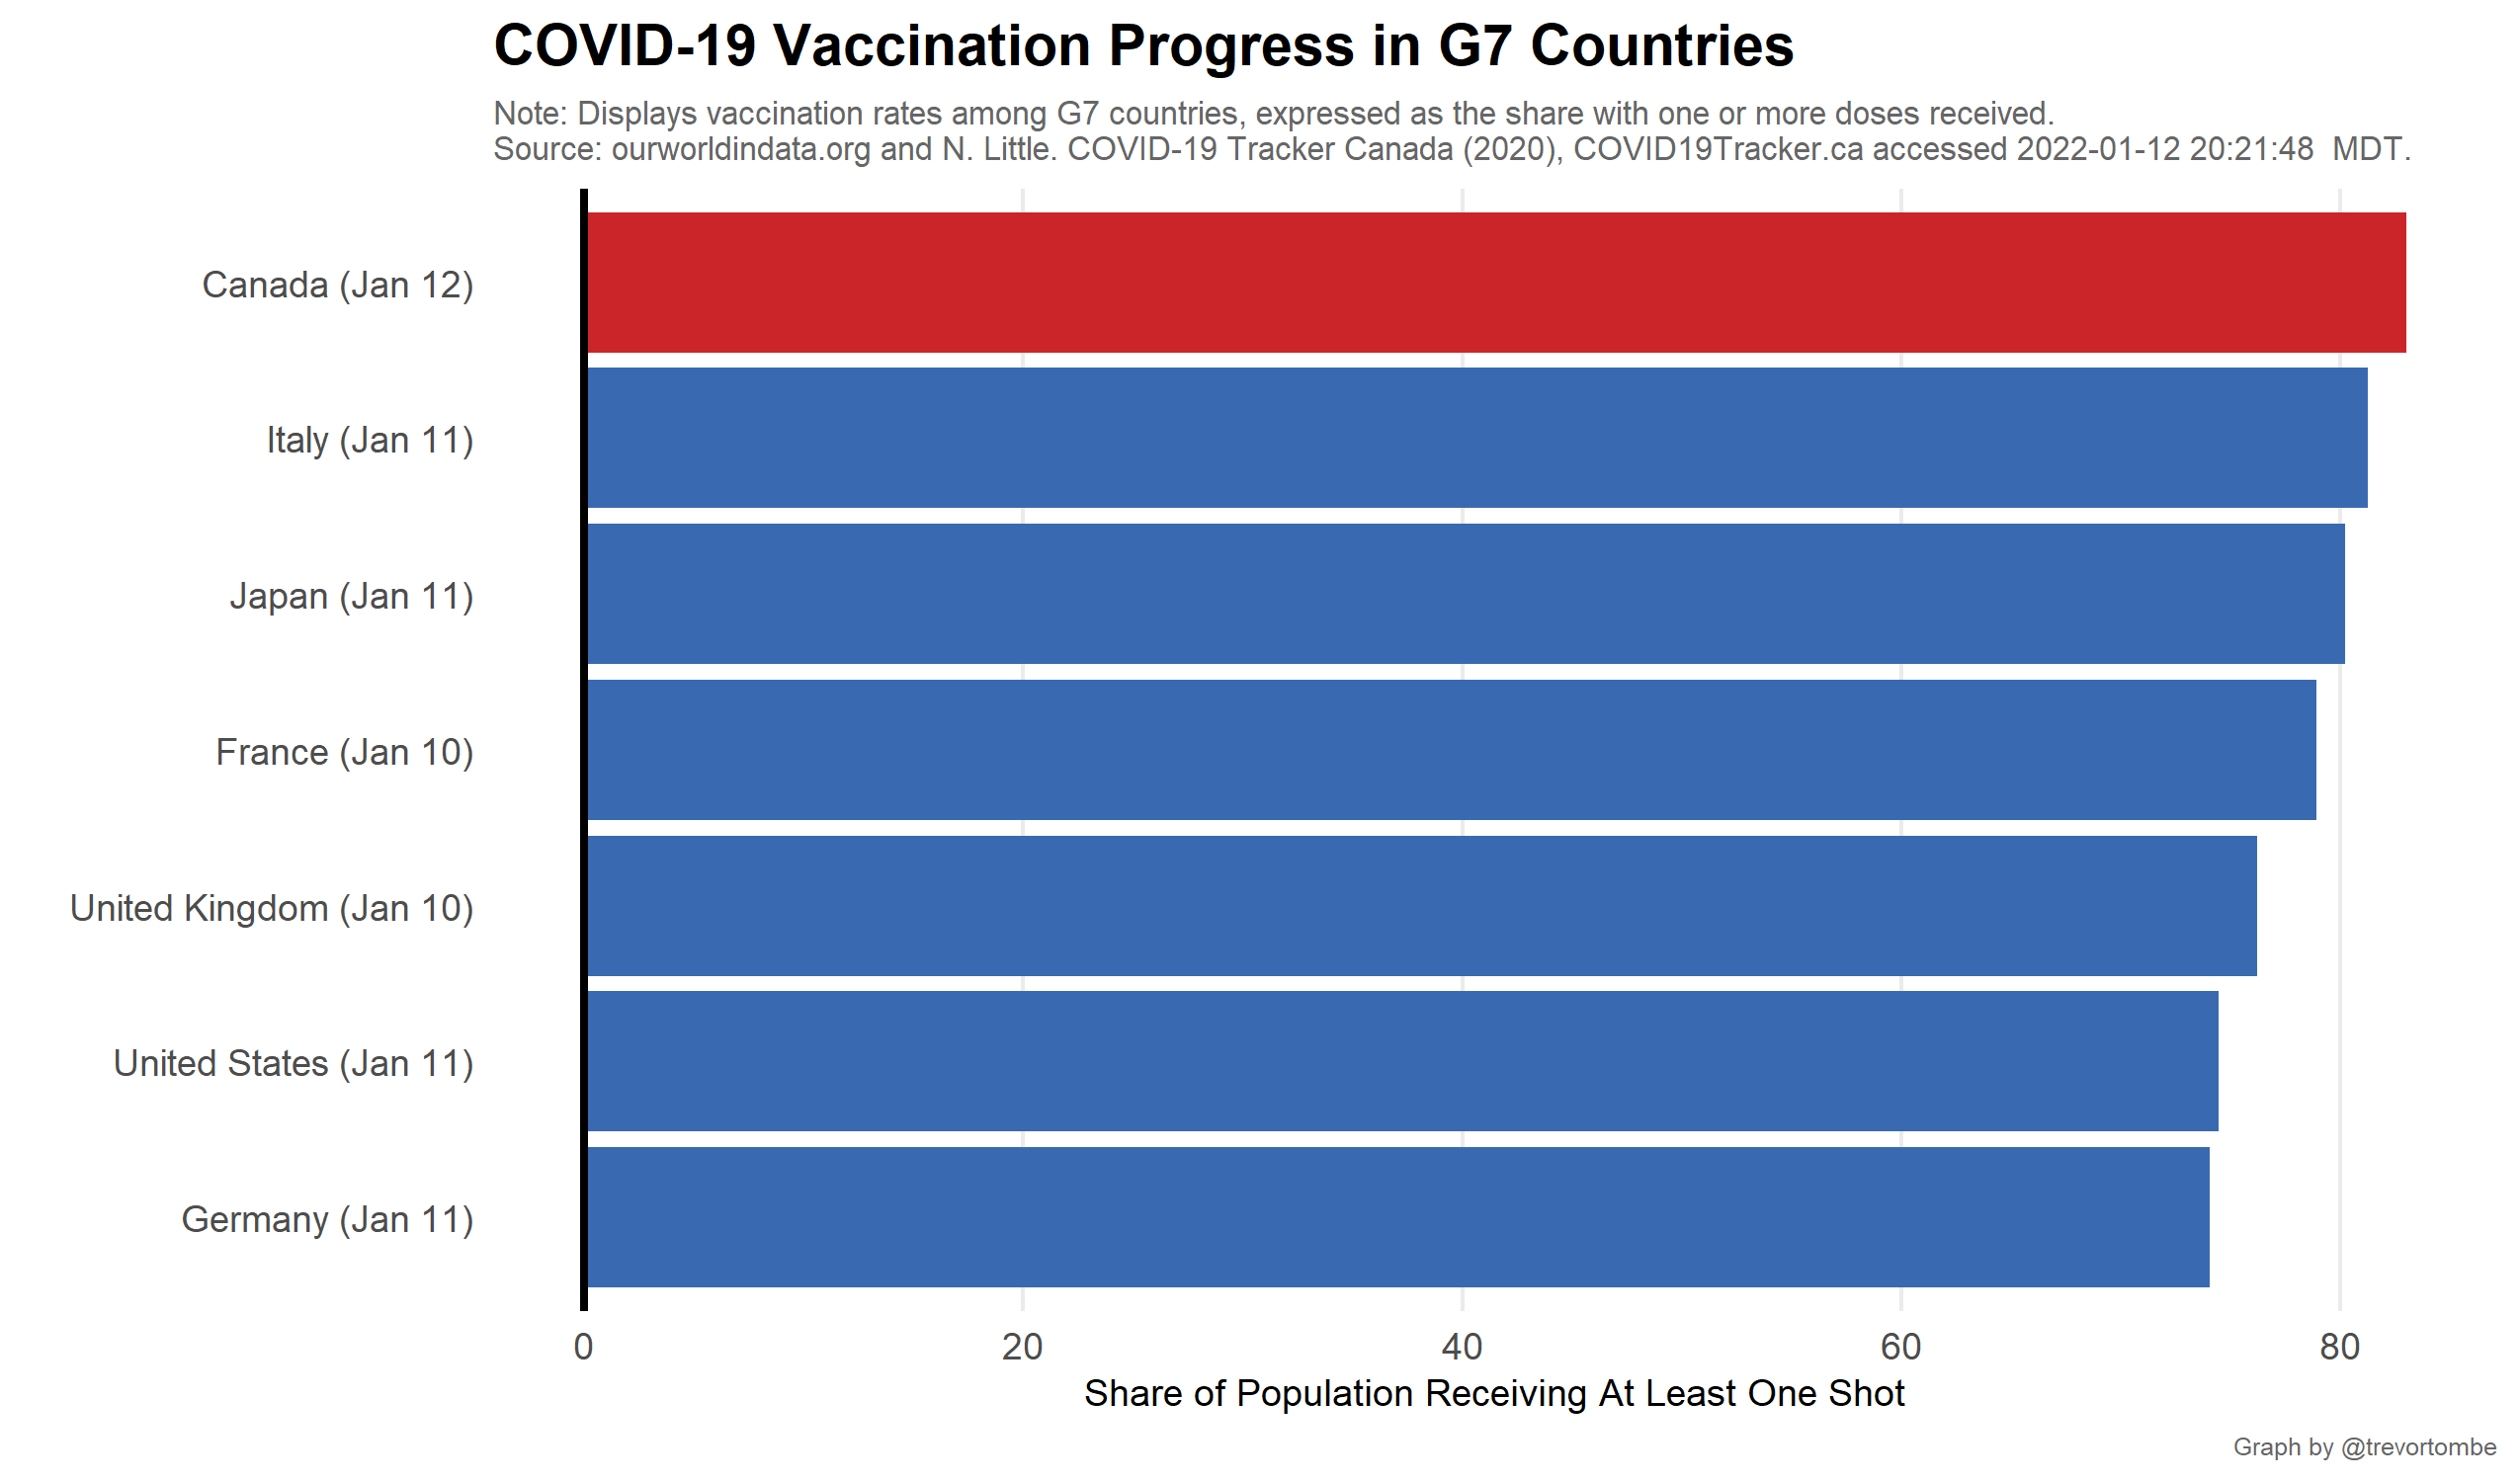 COVID-19 Vaccination Progress in G7 Countries
Note: Displays vaccination rates among G7 countries, expressed as the share with one or more doses received.
Source: ourworldindata.org and N. Little. COVID-19 Tracker Canada (2020), COVID19Tracker.ca accessed 2022-01-12 20:21:48  MDT.
Canada (Jan 12)
Italy (Jan 11)
Japan (Jan 11)
France (Jan 10)
United Kingdom (Jan 10)
United States (Jan 11)
Germany (Jan 11)
0 20 40 60 80
Share of Population Receiving At Least One Shot
Graph by @trevortombe